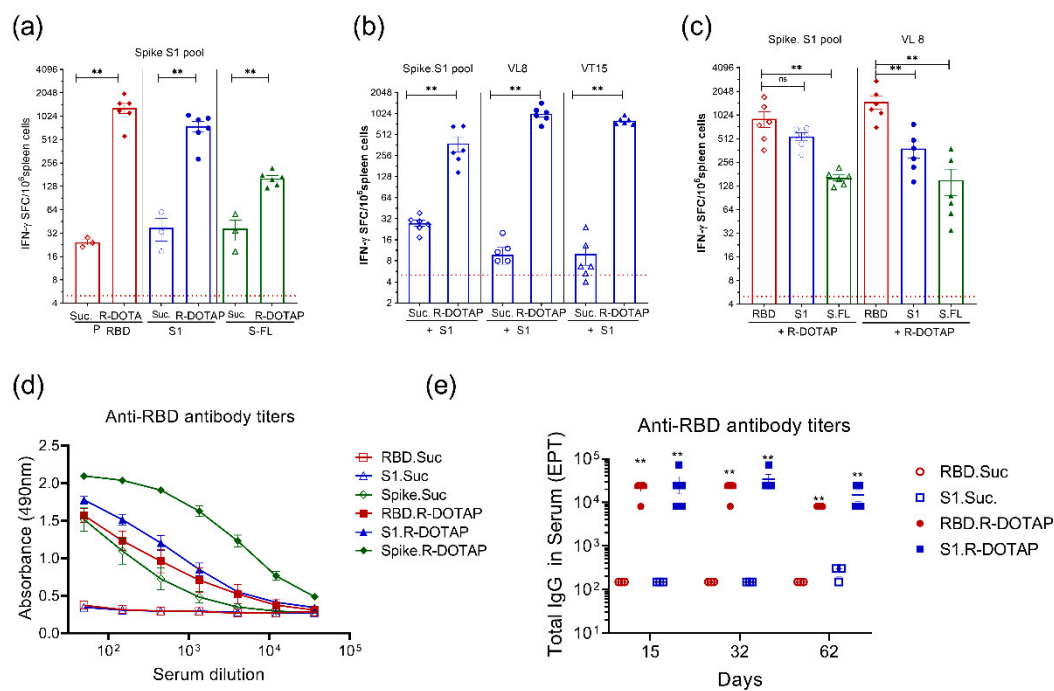 (a)
Spike S1 pool
**
**
**
4096
2048
1024
512
256
128
64
32
16
8
4
IFN-γ SFC/10⁶spleen cells
Suc. R-DOTA Suc. R-DOTAP Suc. R-DOTAP
P RBD S1 S-FL
(b)
Spike.S1 pool VL8 VT15
**
**
**
4096
2048
1024
512
256
128
64
32
16
8
4
2
IFN-γ SFC/10⁶spleen cells
Suc. R-DOTAP Suc. R-DOTAP Suc. R-DOTAP
+ S1 + S1 + S1
(c)
Spike. S1 pool VL 8
**
ns
**
**
4096
2048
1024
512
256
128
64
32
16
8
4
IFN-γ SFC/10⁶spleen cells
RBD S1 S.FL RBD S1 S.FL
+ R-DOTAP + R-DOTAP
(d)
Anti-RBD antibody titers
2.5
2.0
1.5
1.0
0.5
0.0
Absorbance (490nm)
10² 10³ 10⁴ 10⁵
Serum dilution
RBD.Suc
S1.Suc
Spike.Suc
RBD.R-DOTAP
S1.R-DOTAP
Spike.R-DOTAP
(e)
Anti-RBD antibody titers
** ** ** ** ** **
10⁵
10⁴
10³
10²
10¹
Total IgG in Serum (EPT)
15 32 62
Days
RBD.Suc
S1.Suc.
RBD.R-DOTAP
S1.R-DOTAP